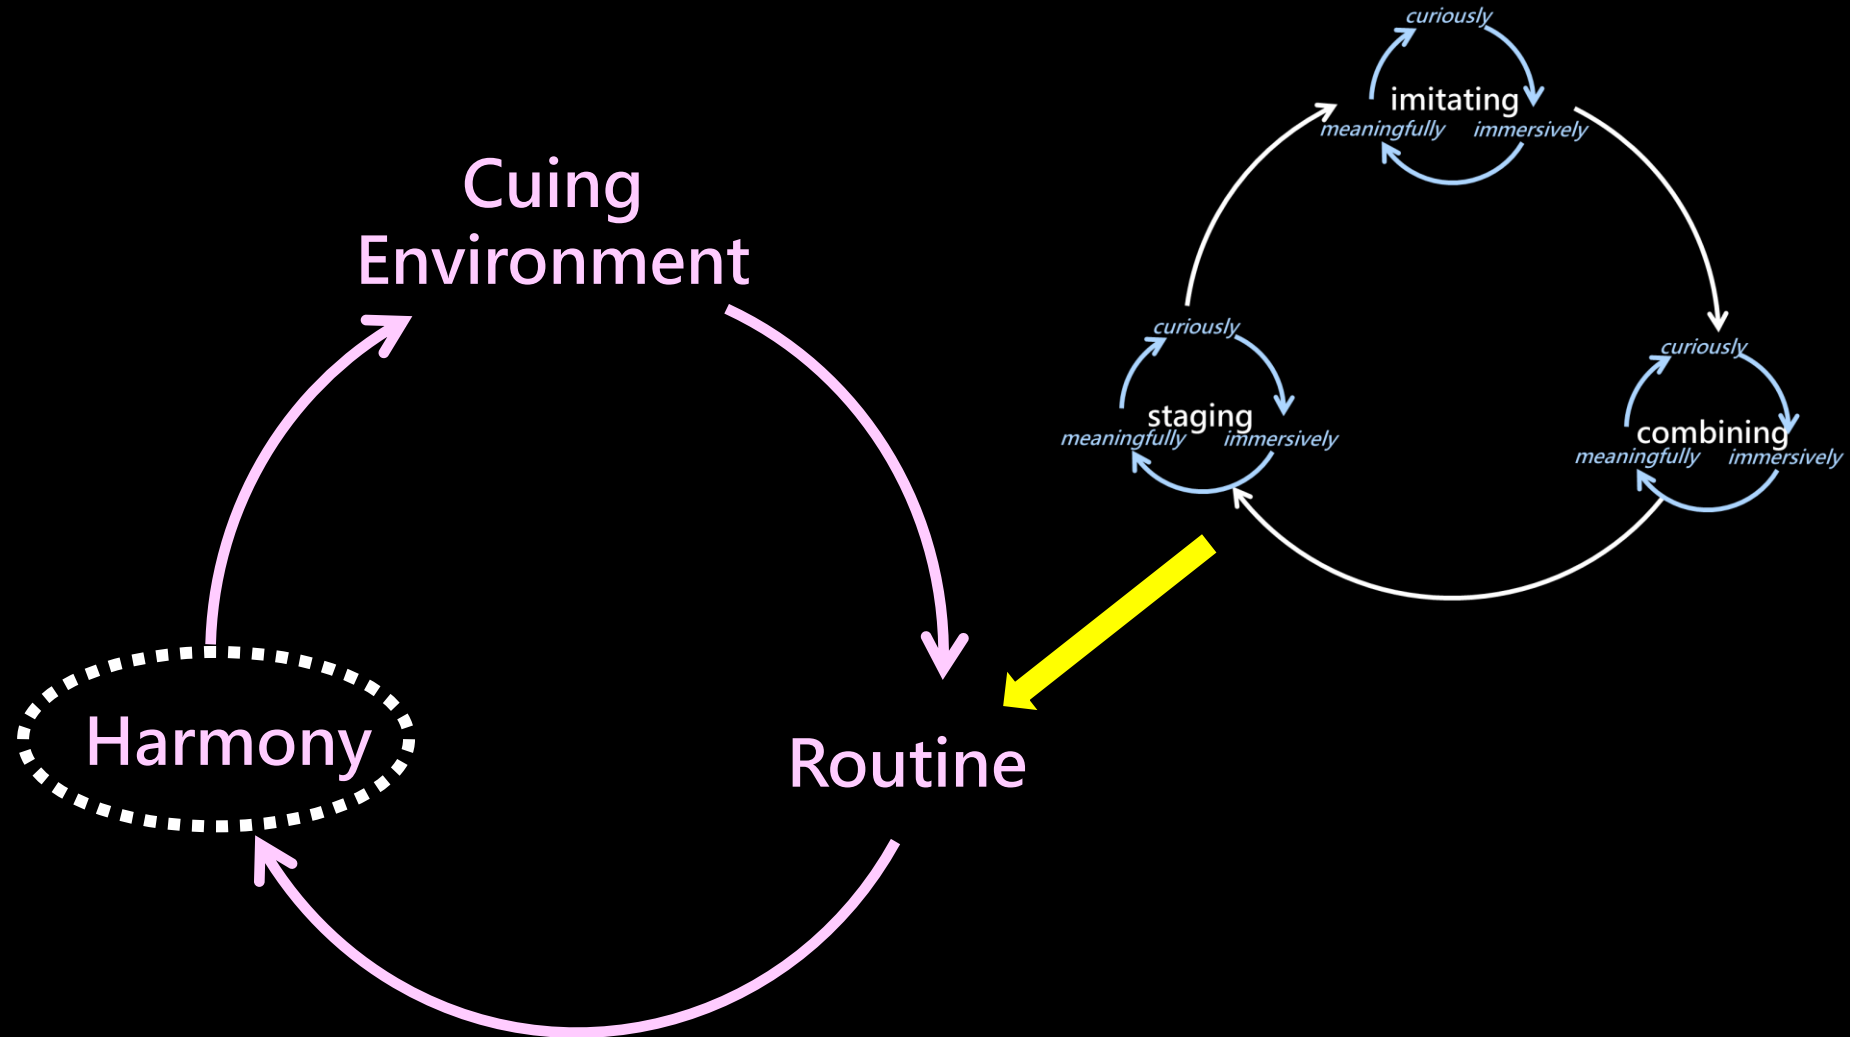 Cuing
Environment
Routine
Harmony
curiously
imitating
meaningfully immersively
curiously
combining
meaningfully immersively
curiously
staging
meaningfully immersively